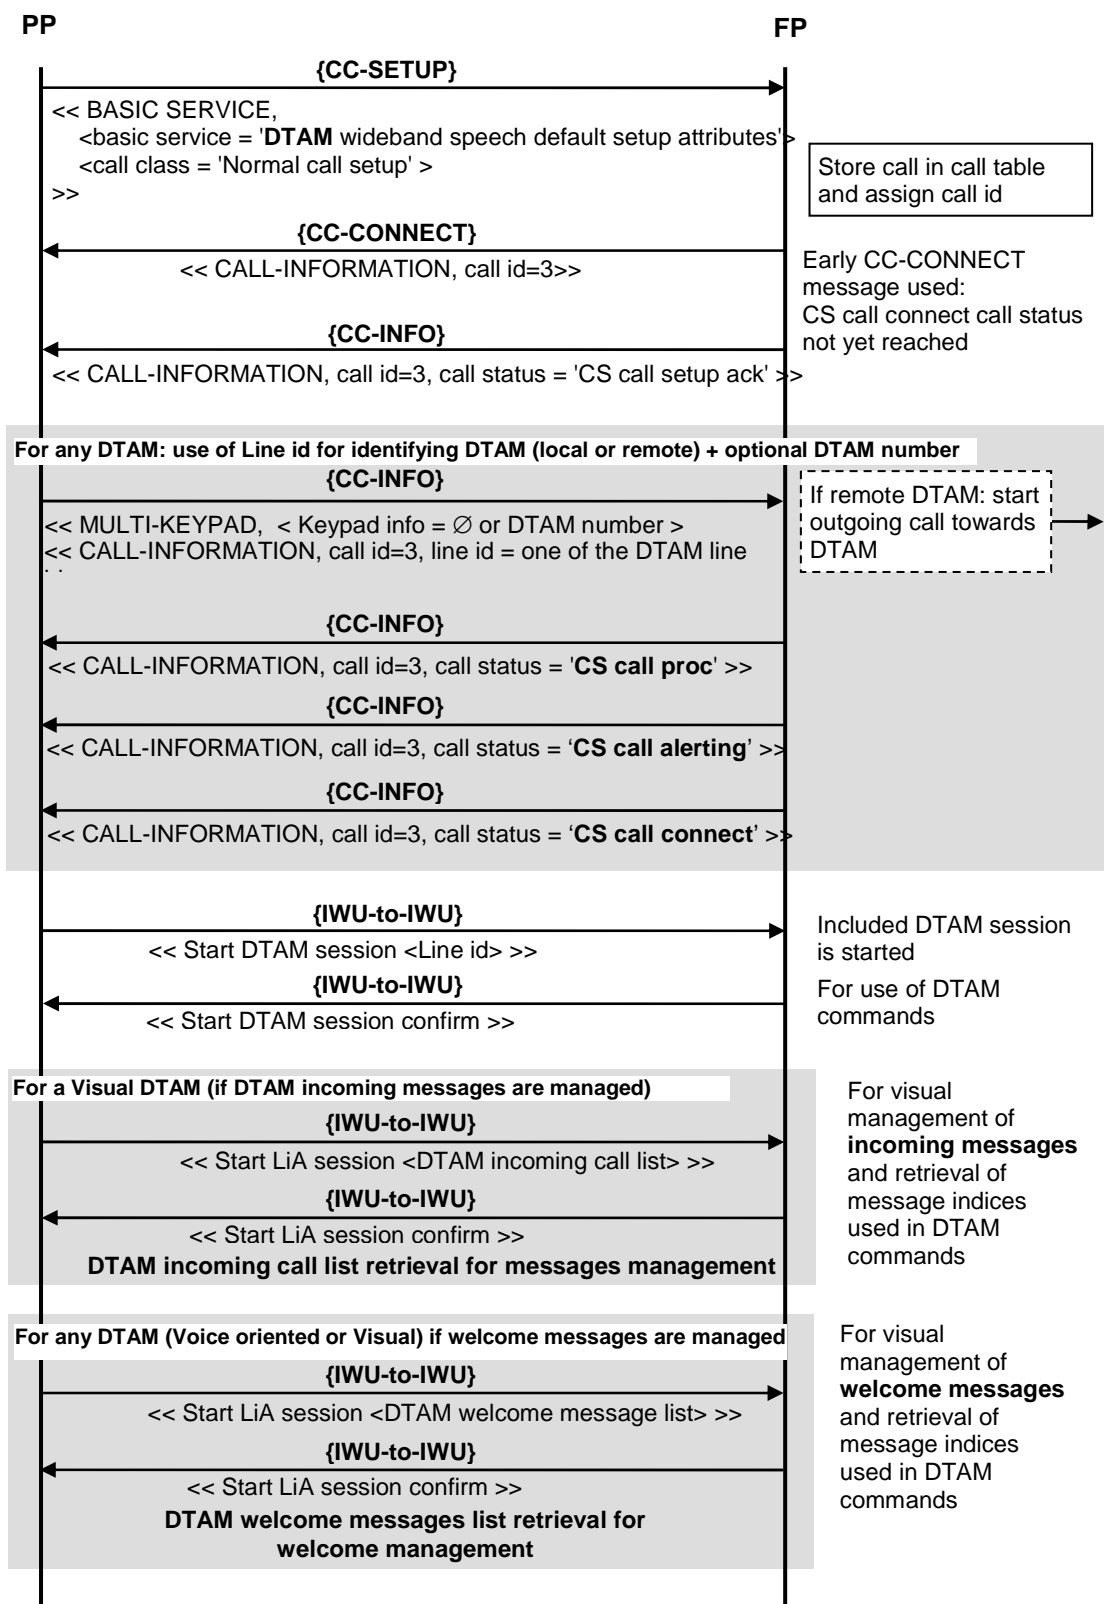 PP
FP
{CC-SETUP}
<< BASIC SERVICE,
<basic service = 'DTAM wideband speech default setup attributes'>
<call class = 'Normal call setup' >
>>
Store call in call table
and assign call id
{CC-CONNECT}
<< CALL-INFORMATION, call id=3>>
Early CC-CONNECT
message used:
CS call connect call status
not yet reached
{CC-INFO}
<< CALL-INFORMATION, call id=3, call status = 'CS call setup ack' >>
For any DTAM: use of Line id for identifying DTAM (local or remote) + optional DTAM number
{CC-INFO}
<< MULTI-KEYPAD, < Keypad info = ∅ or DTAM number >
<< CALL-INFORMATION, call id=3, line id = one of the DTAM line
If remote DTAM: start
outgoing call towards
DTAM
{CC-INFO}
<< CALL-INFORMATION, call id=3, call status = 'CS call proc' >>
{CC-INFO}
<< CALL-INFORMATION, call id=3, call status = ‘CS call alerting’ >>
{CC-INFO}
<< CALL-INFORMATION, call id=3, call status = ‘CS call connect’ >>
{IWU-to-IWU}
<< Start DTAM session <Line id> >>
Included DTAM session
is started
{IWU-to-IWU}
<< Start DTAM session confirm >>
For use of DTAM
commands
For a Visual DTAM (if DTAM incoming messages are managed)
{IWU-to-IWU}
<< Start LiA session <DTAM incoming call list> >>
{IWU-to-IWU}
<< Start LiA session confirm >>
DTAM incoming call list retrieval for messages management
For visual
management of
incoming messages
and retrieval of
message indices
used in DTAM
commands
For any DTAM (Voice oriented or Visual) if welcome messages are managed
{IWU-to-IWU}
<< Start LiA session <DTAM welcome message list> >>
{IWU-to-IWU}
<< Start LiA session confirm >>
DTAM welcome messages list retrieval for
welcome management
For visual
management of
welcome messages
and retrieval of
message indices
used in DTAM
commands